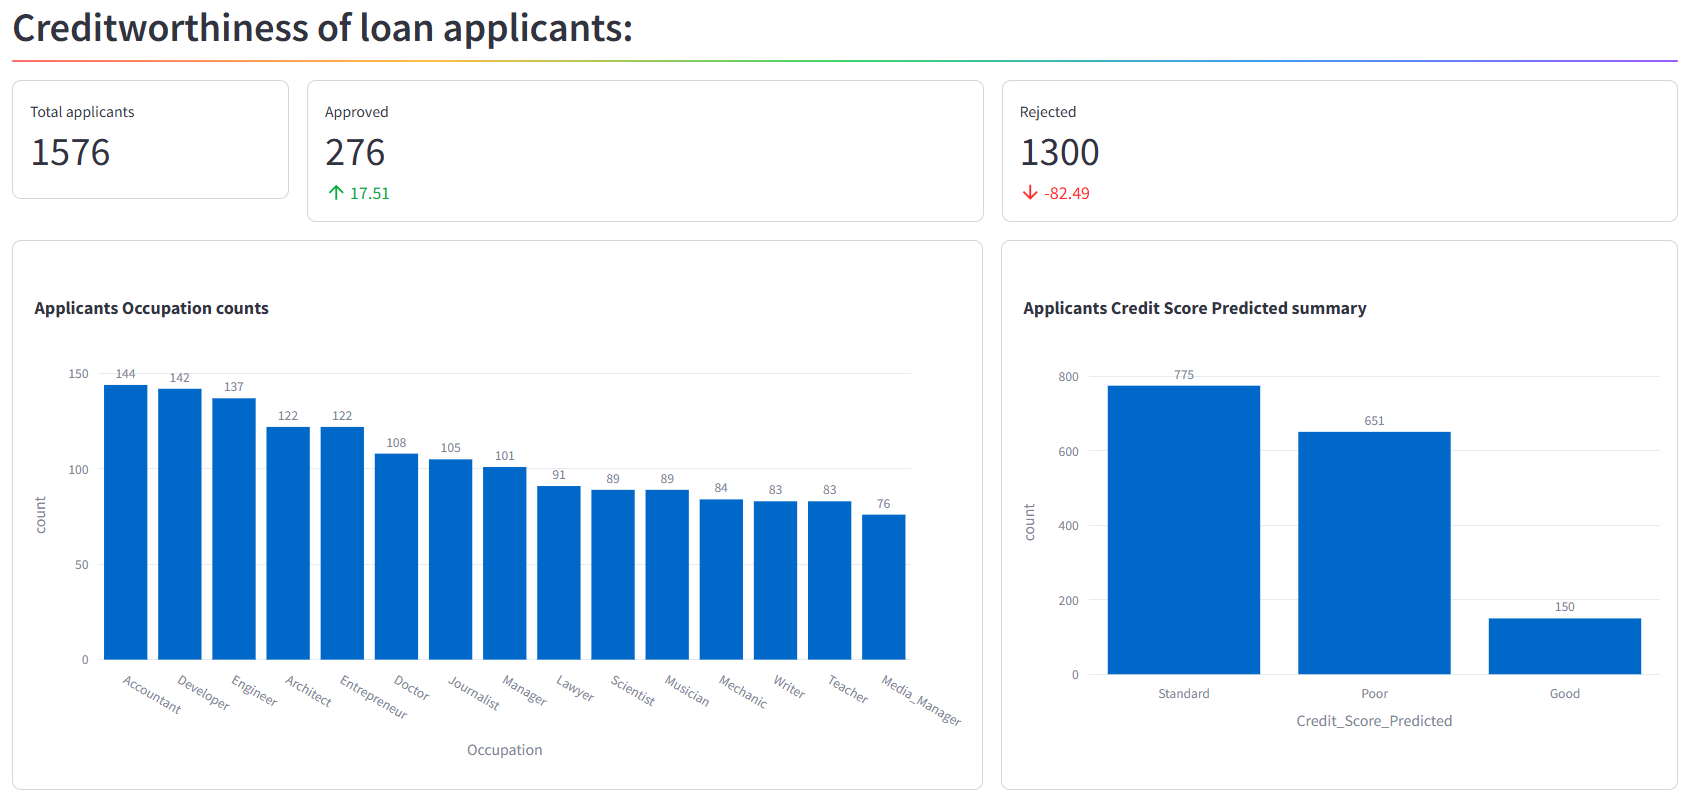 Creditworthiness of loan applicants:
Total applicants
1576
Approved
276
↑ 17.51
Rejected
1300
↓ -82.49
Applicants Occupation counts
150
100
50
0
count
144
142
137
122
122
108
105
101
91
89
89
84
83
83
76
Accountant
Developer
Engineer
Architect
Entrepreneur
Doctor
Journalist
Manager
Lawyer
Scientist
Musician
Mechanic
Writer
Teacher
Media_Manager
Occupation
Applicants Credit Score Predicted summary
800
600
400
200
0
count
775
651
150
Standard
Poor
Good
Credit_Score_Predicted